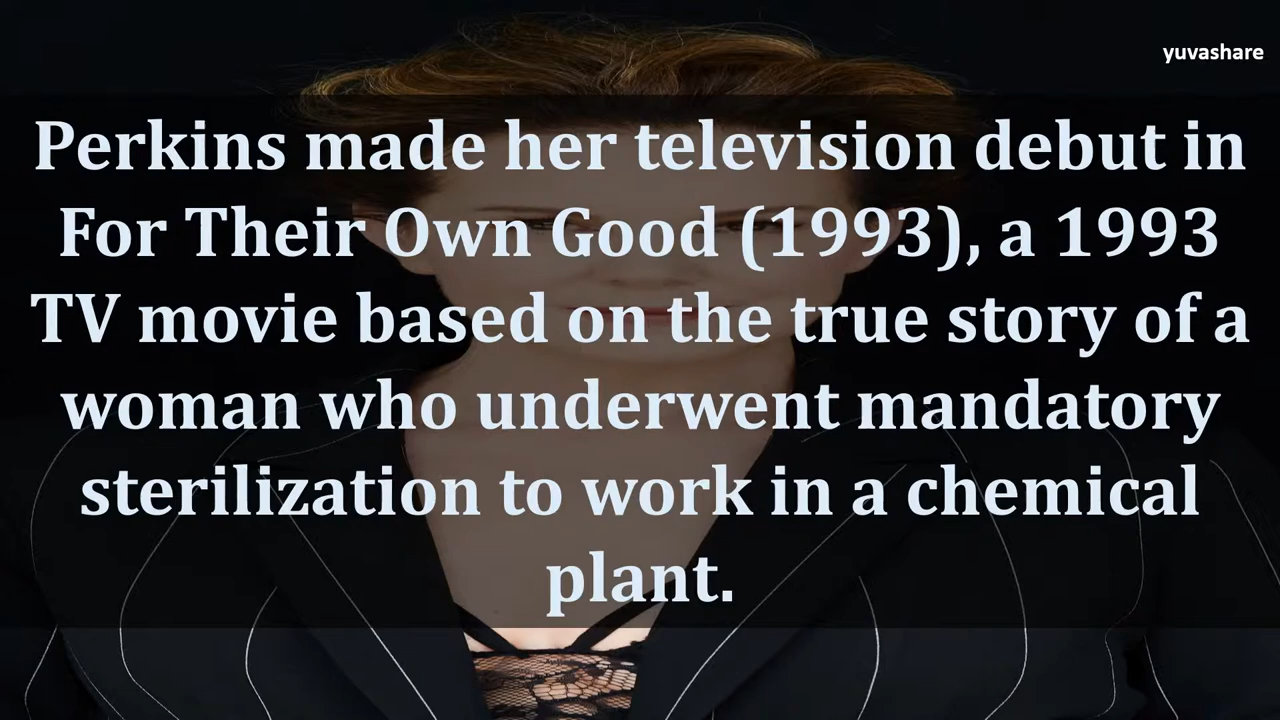 yuvashare
Perkins made her television debut in
For Their Own Good (1993), a 1993
TV movie based on the true story of a
woman who underwent mandatory
sterilization to work in a chemical
plant.